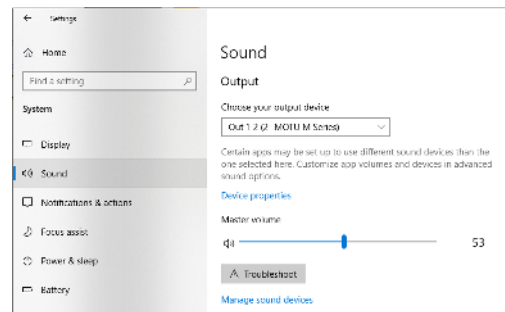 Settings
Home
Find a setting
System
Display
Sound
Notifications & actions
Focus assist
Power & sleep
Battery
Sound
Output
Choose your output device
Out 1 2 (2- MOTU M Series)
Certain apps may be set up to use different sound devices than the
one selected here. Customize app volumes and devices in advanced
sound options.
Device properties
Master volume
53
Troubleshoot
Manage sound devices